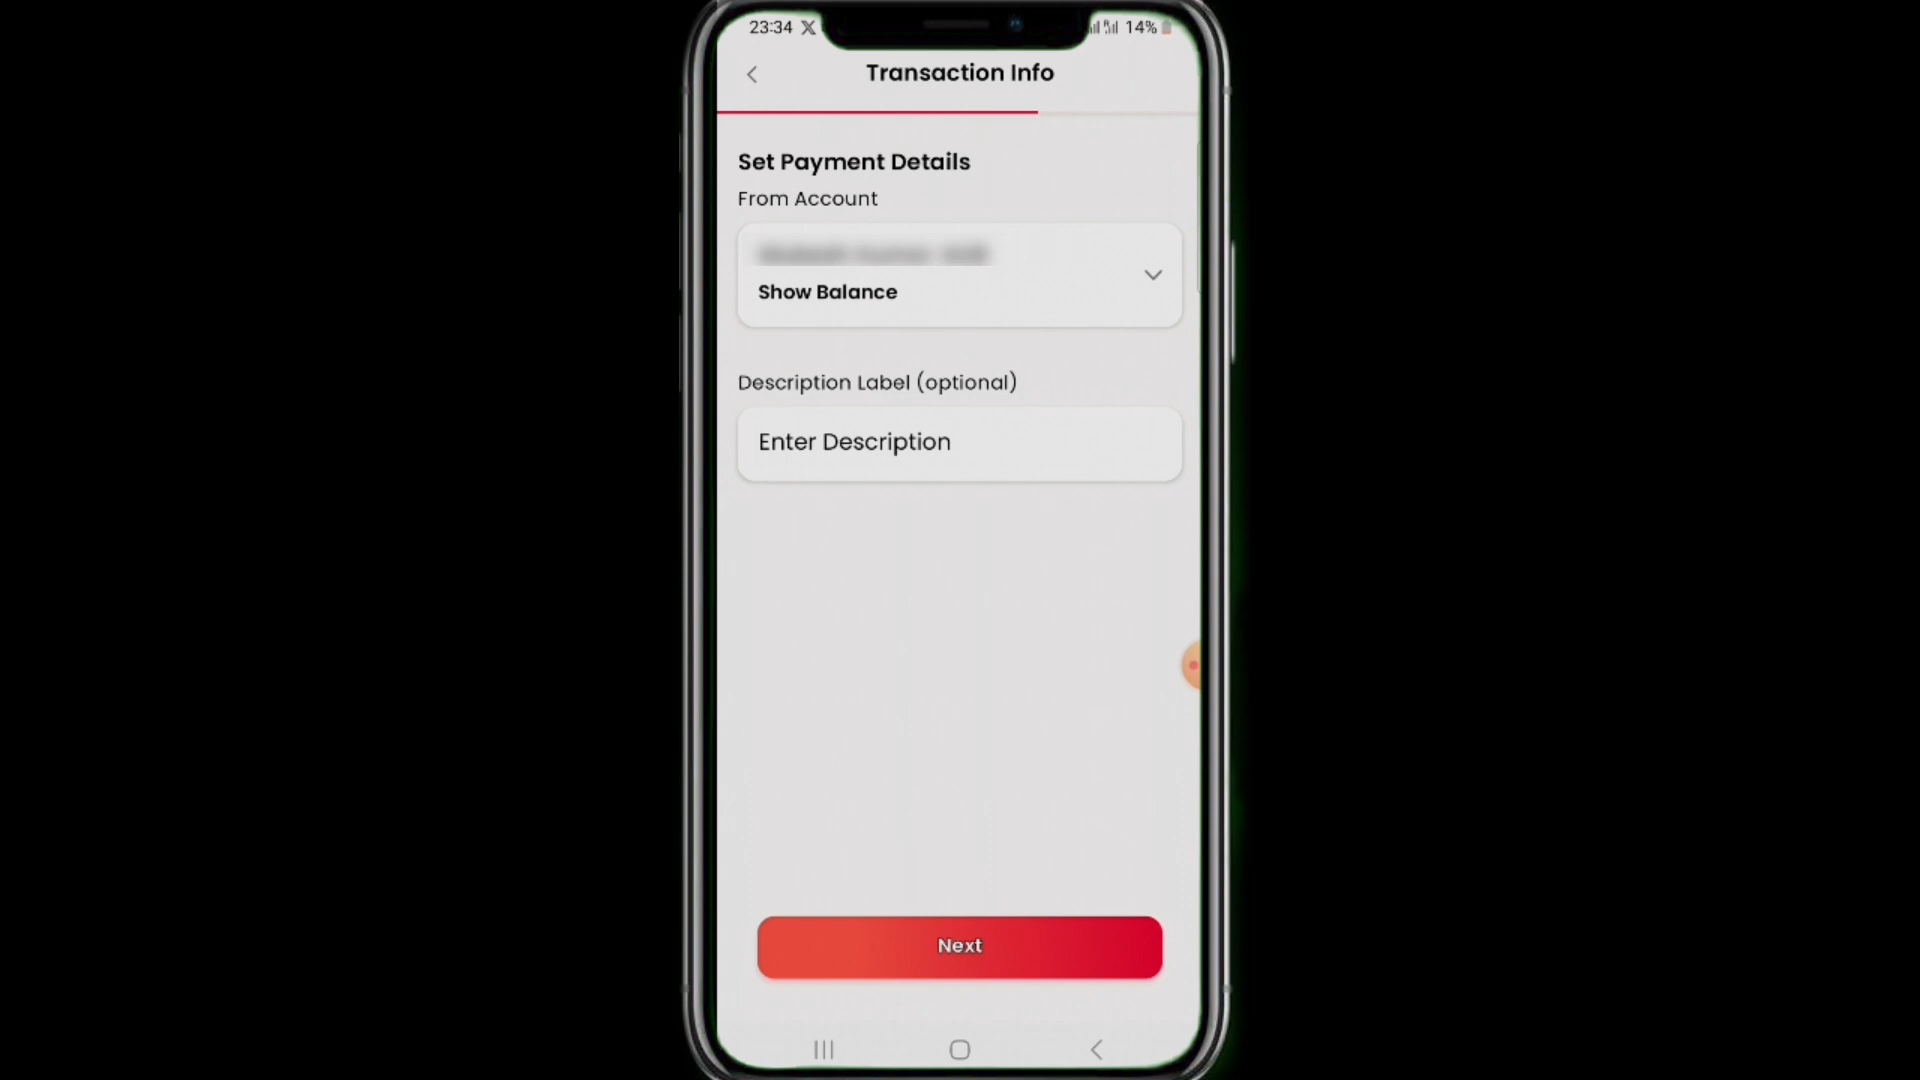 23:34 X 14%
Transaction Info
Set Payment Details
From Account
Show Balance
Description Label (optional)
Enter Description
Next